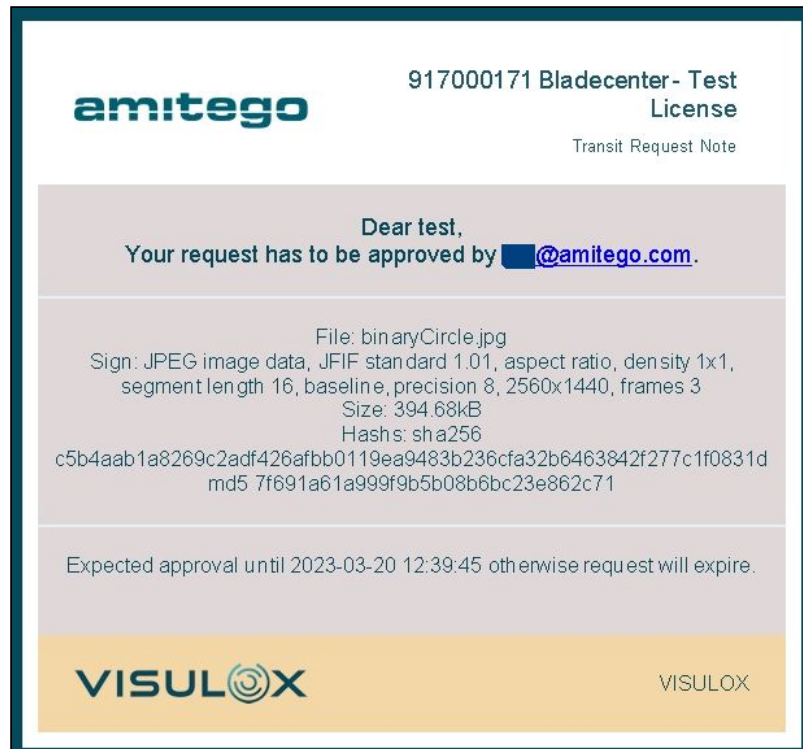 amitego
917000171 Bladecenter - Test
License
Transit Request Note
Dear test,
Your request has to be approved by @amitego.com.
File: binaryCircle.jpg
Sign: JPEG image data, JFIF standard 1.01, aspect ratio, density 1x1,
segment length 16, baseline, precision 8, 2560x1440, frames 3
Size: 394.68kB
Hashs: sha256
c5b4aab1a8269c2adf426afbb0119ea9483b236cfa32b6463842f277c1f0831d
md5 7f691a61a999f9b5b08b6bc23e862c71
Expected approval until 2023-03-20 12:39:45 otherwise request will expire.
VISULOX
VISULOX